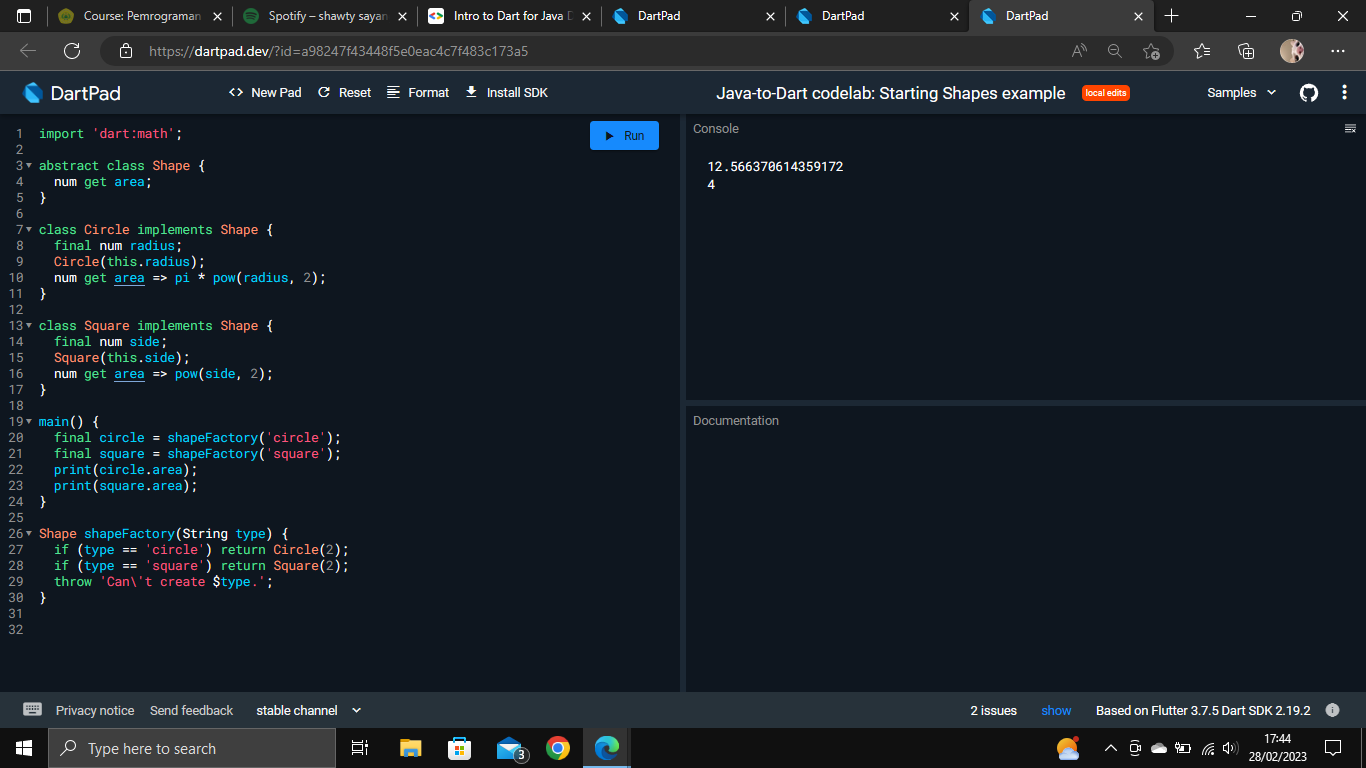 Course: Pemrograman
Spotify – shawty sayan
Intro to Dart for Java D
DartPad
DartPad
DartPad
https://dartpad.dev/?id=a98247f43448f5e0eac4c7f483c173a5
DartPad
<> New Pad
Reset
Format
Install SDK
Java-to-Dart codelab: Starting Shapes example
local edits
Samples
1 import 'dart:math';
2
3 abstract class Shape {
4   num get area;
5 }
6
7 class Circle implements Shape {
8   final num radius;
9   Circle(this.radius);
10   num get area => pi * pow(radius, 2);
11 }
12
13 class Square implements Shape {
14   final num side;
15   Square(this.side);
16   num get area => pow(side, 2);
17 }
18
19 main() {
20   final circle = shapeFactory('circle');
21   final square = shapeFactory('square');
22   print(circle.area);
23   print(square.area);
24 }
25
26 Shape shapeFactory(String type) {
27   if (type == 'circle') return Circle(2);
28   if (type == 'square') return Square(2);
29   throw 'Can\'t create $type.';
30 }
31
32
Run
Console
12.566370614359172
4
Documentation
Privacy notice
Send feedback
stable channel
2 issues
show
Based on Flutter 3.7.5 Dart SDK 2.19.2
Type here to search
3
17:44
28/02/2023